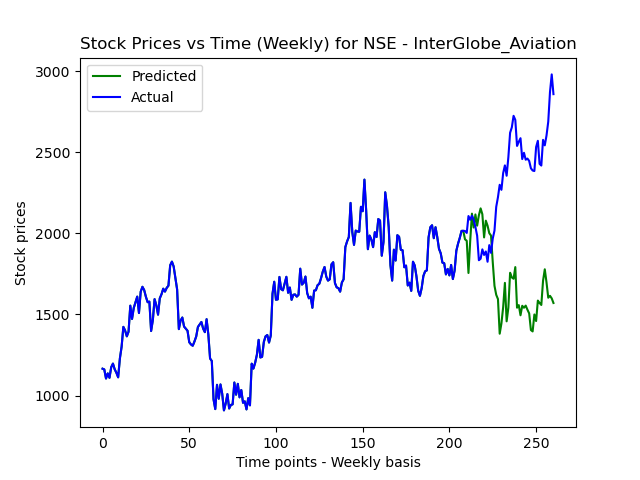 Stock Prices vs Time (Weekly) for NSE - InterGlobe_Aviation
Predicted
Actual
Stock prices
3000
2500
2000
1500
1000
0 50 100 150 200 250
Time points - Weekly basis